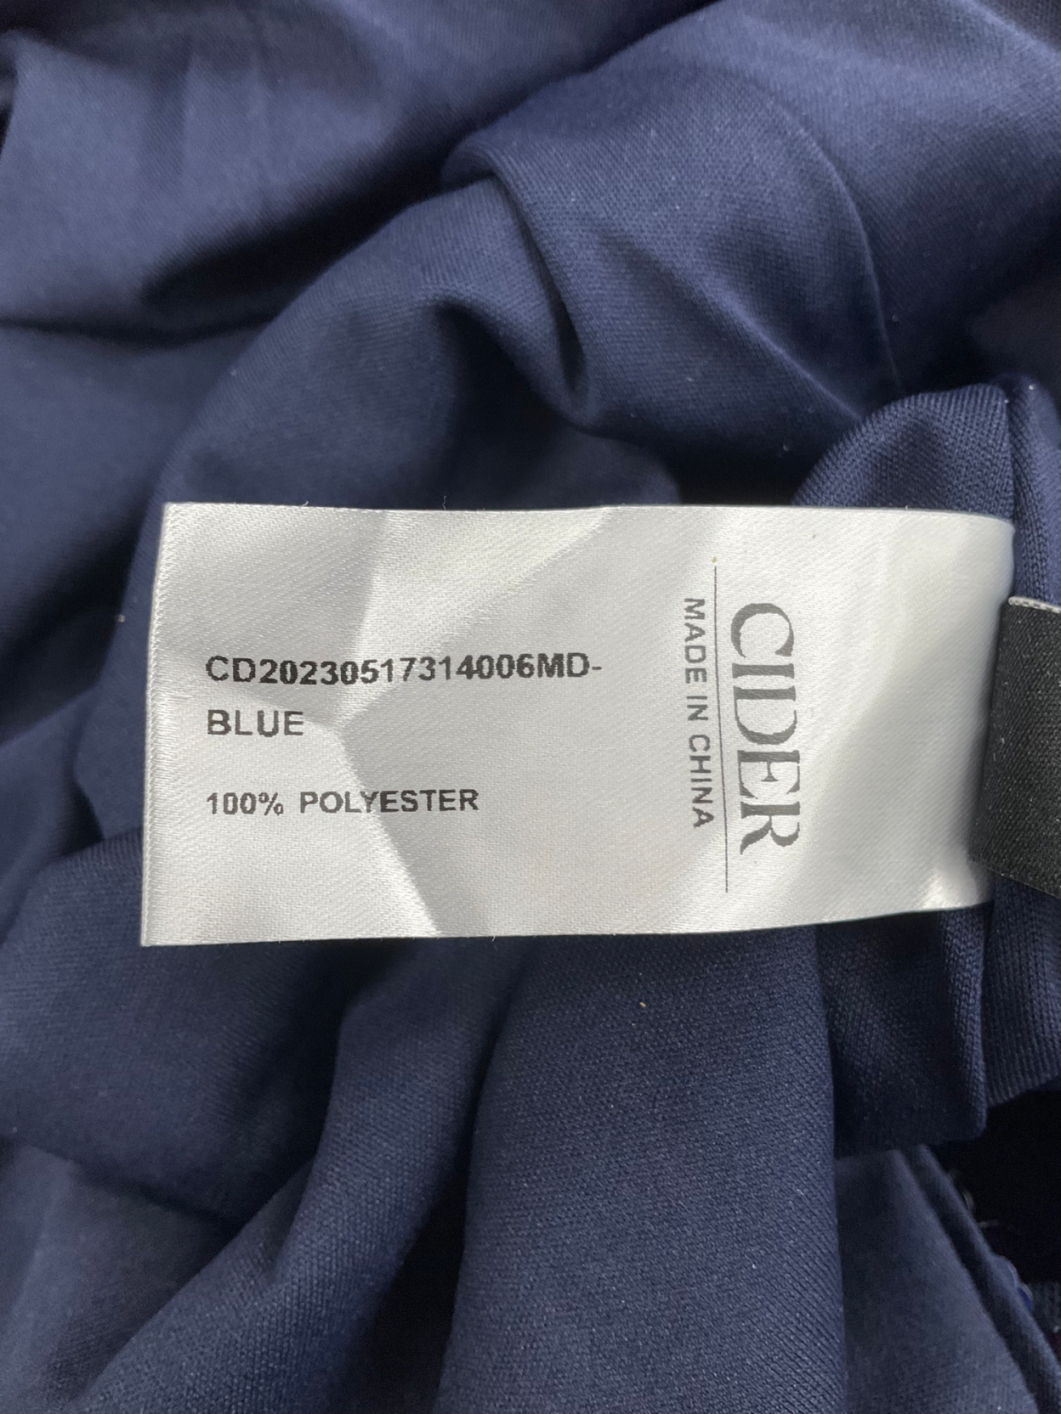 CD20230517314006MD-
BLUE
100% POLYESTER
CIDER
MADE IN CHINA